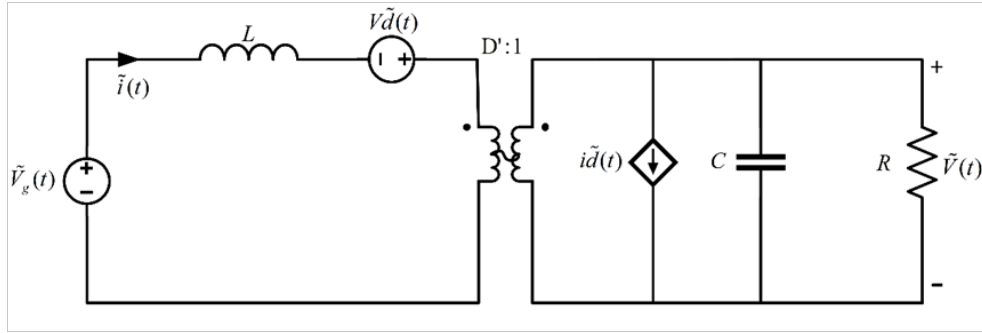 Vd̃(t)
L
D':1
+
ĩ(t)
Ṽg(t)
id̃(t)
C
R
Ṽ(t)
-